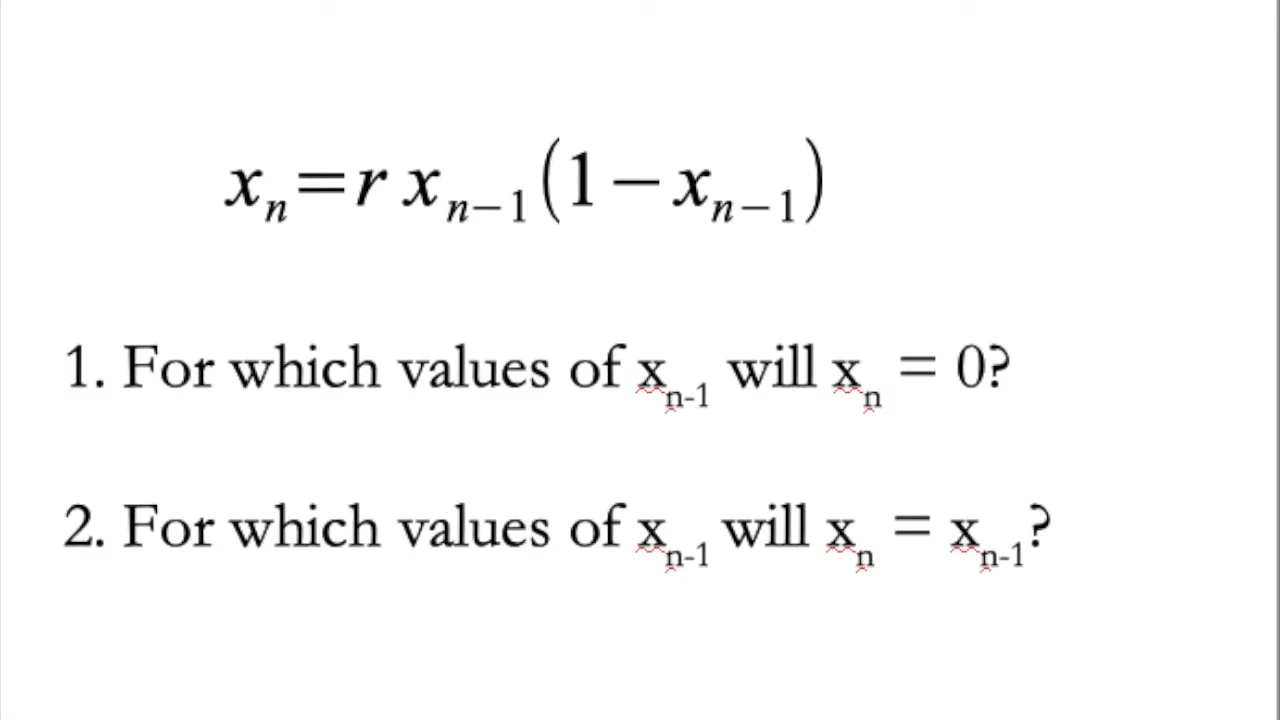 xₙ=r xₙ₋₁(1−xₙ₋₁)
1. For which values of xₙ₋₁ will xₙ = 0?
2. For which values of xₙ₋₁ will xₙ = xₙ₋₁?